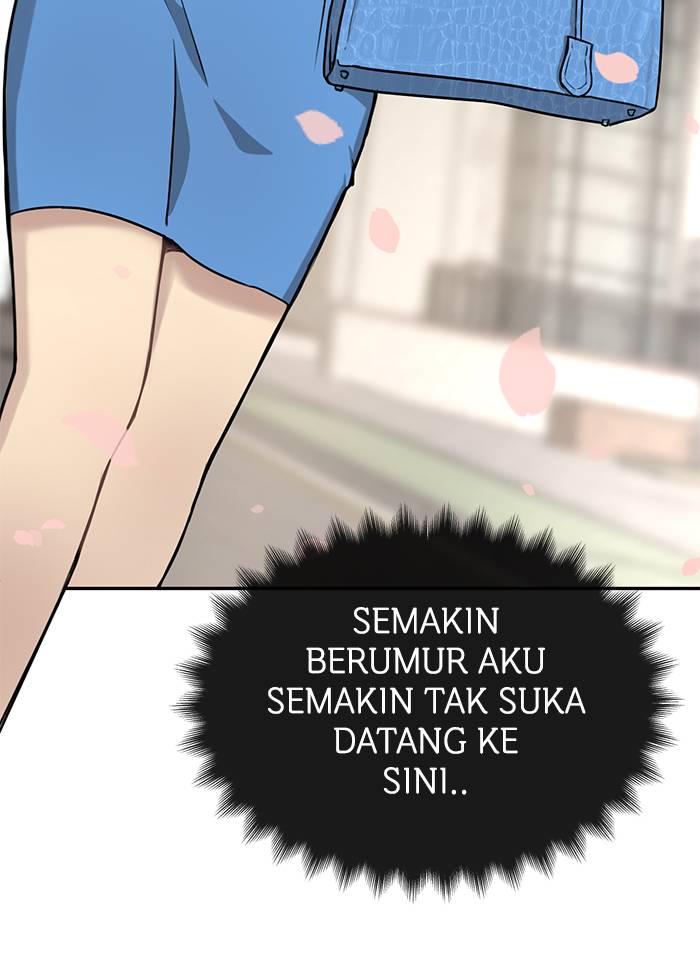 SEMAKIN
BERUMUR AKU
SEMAKIN TAK SUKA
DATANG KE
SINI..